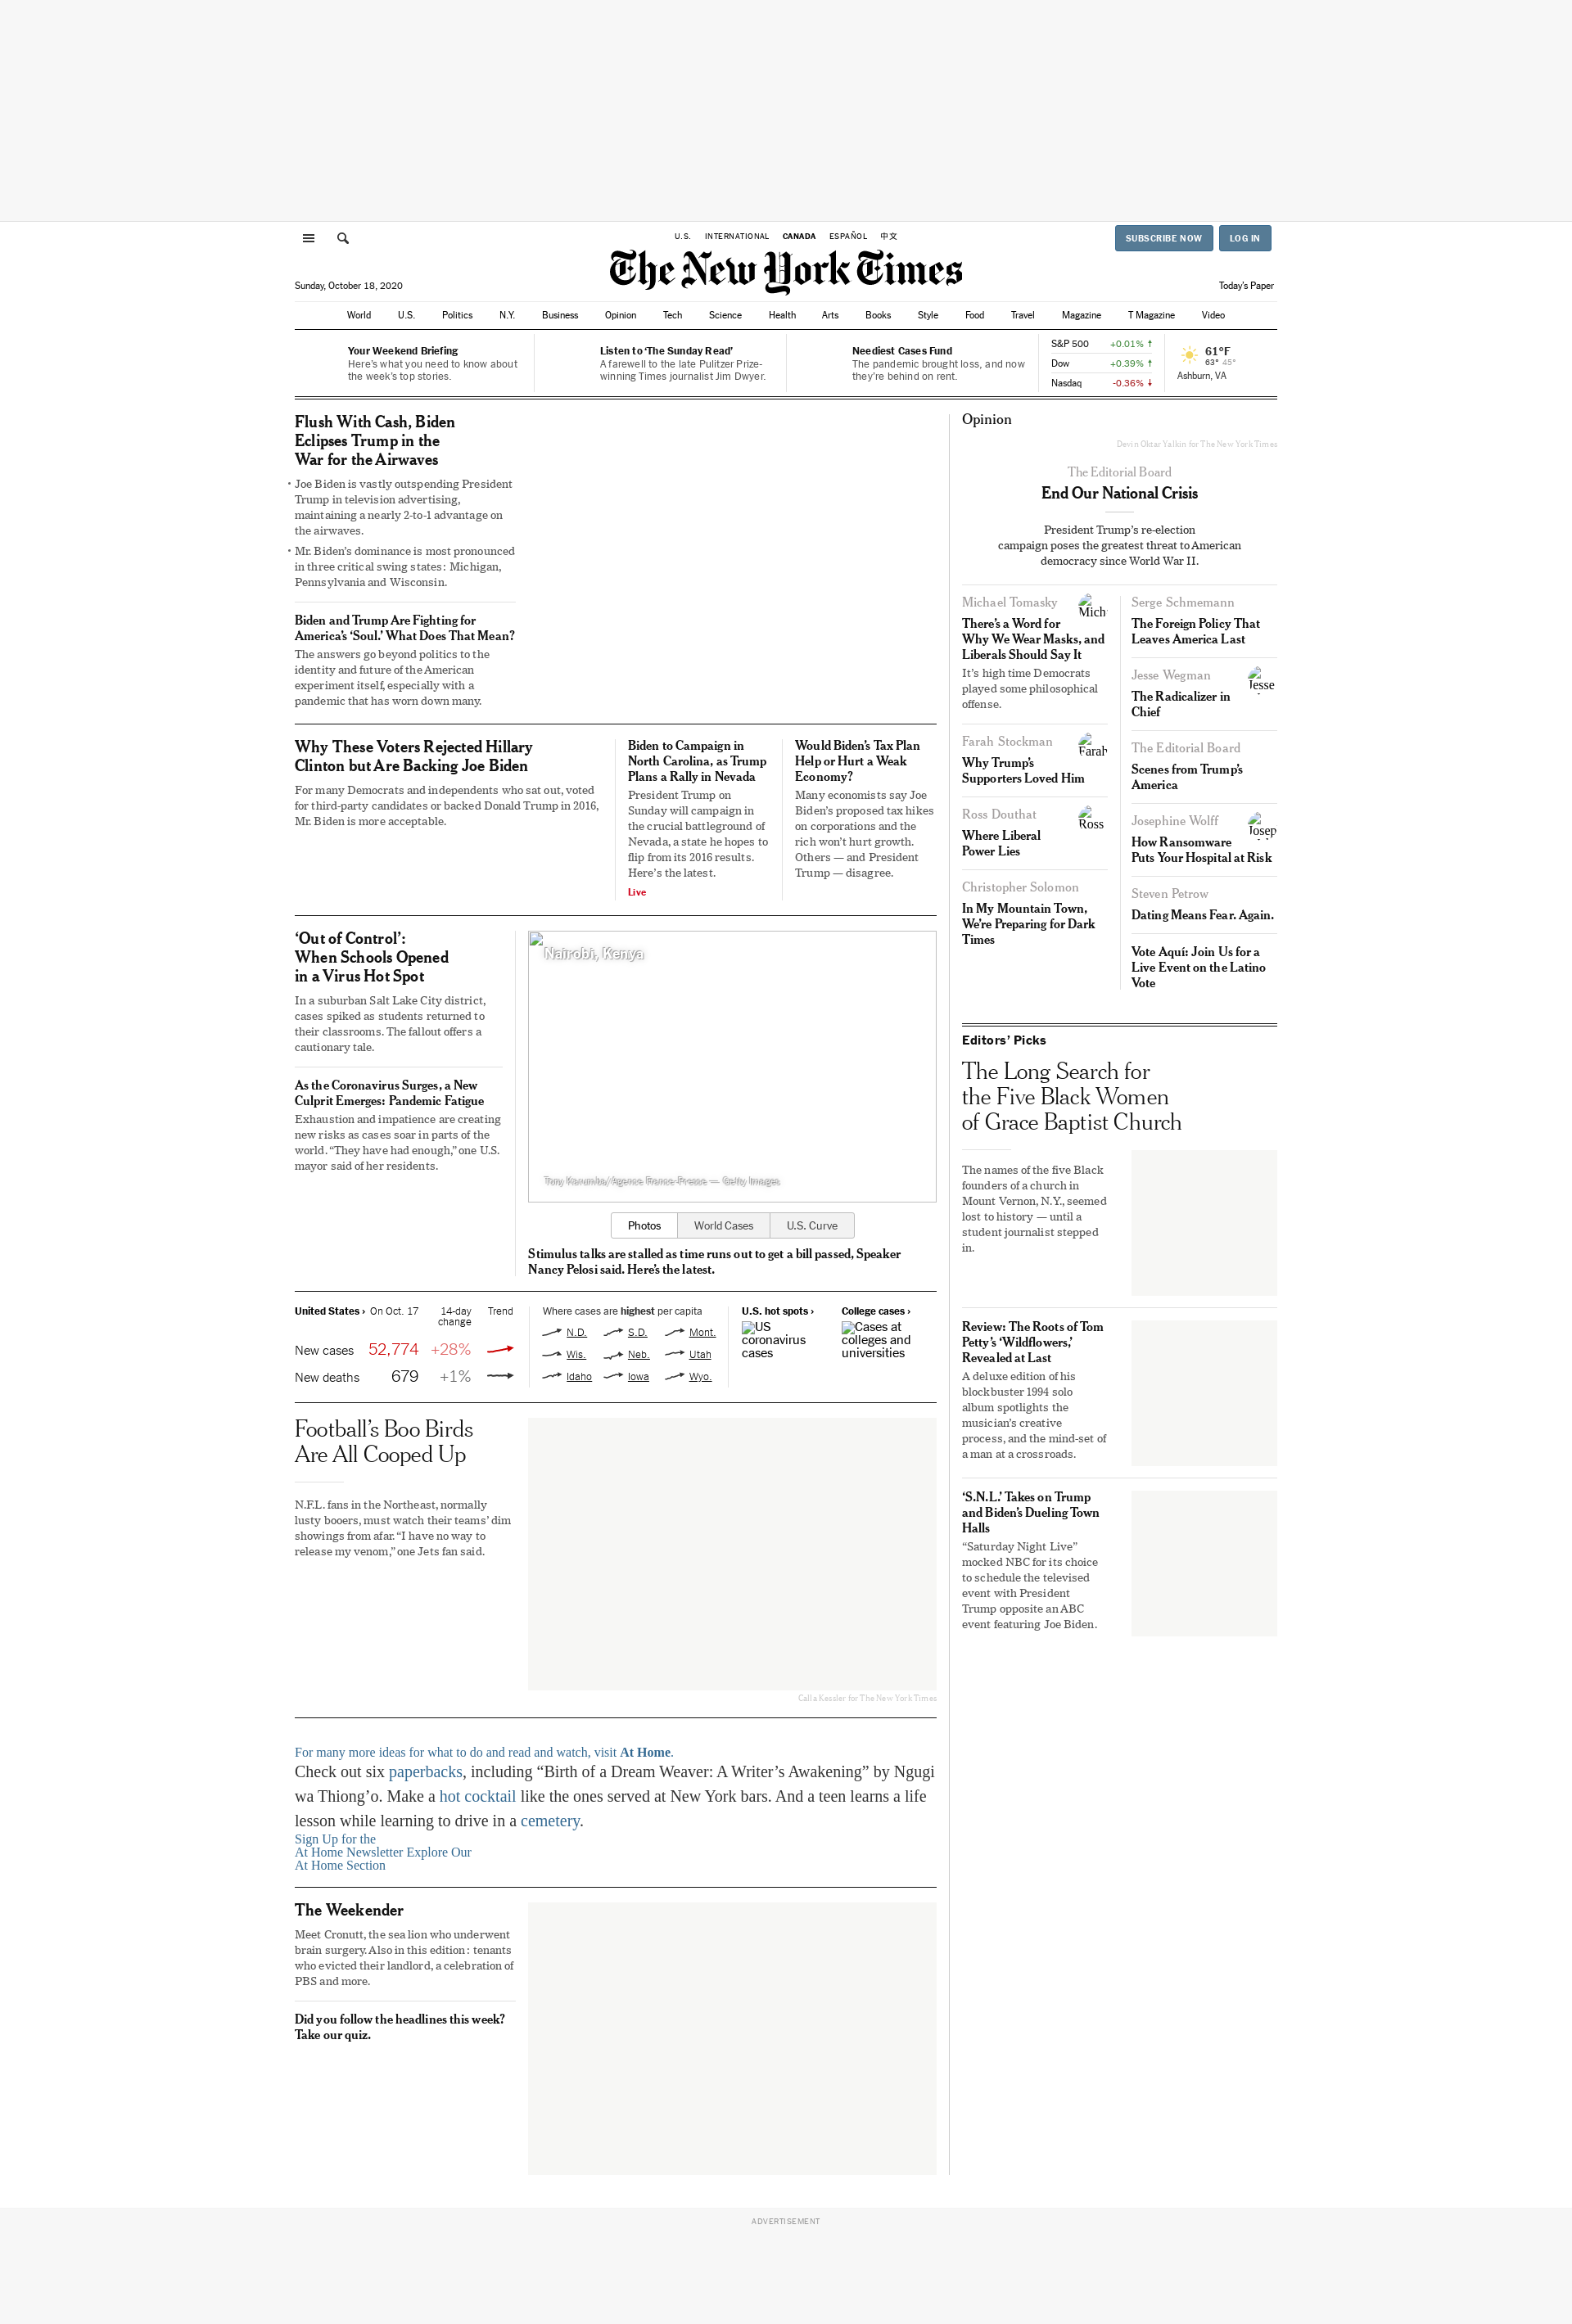 U.S. INTERNATIONAL CANADA ESPAÑOL 中文
SUBSCRIBE NOW LOG IN
The New York Times
Sunday, October 18, 2020
Today's Paper
World U.S. Politics N.Y. Business Opinion Tech Science Health Arts Books Style Food Travel Magazine T Magazine Video
Your Weekend Briefing
Here's what you need to know about
the week's top stories.
Listen to ‘The Sunday Read’
A farewell to the late Pulitzer Prize-
winning Times journalist Jim Dwyer.
Neediest Cases Fund
The pandemic brought loss, and now
they're behind on rent.
S&P 500 +0.01%
Dow +0.39%
Nasdaq -0.36%
61°F
63° 45°
Ashburn, VA
Flush With Cash, Biden
Eclipses Trump in the
War for the Airwaves
• Joe Biden is vastly outspending President
Trump in television advertising,
maintaining a nearly 2-to-1 advantage on
the airwaves.
• Mr. Biden's dominance is most pronounced
in three critical swing states: Michigan,
Pennsylvania and Wisconsin.
Biden and Trump Are Fighting for
America's ‘Soul.’ What Does That Mean?
The answers go beyond politics to the
identity and future of the American
experiment itself, especially with a
pandemic that has worn down many.
Why These Voters Rejected Hillary
Clinton but Are Backing Joe Biden
For many Democrats and independents who sat out, voted
for third-party candidates or backed Donald Trump in 2016,
Mr. Biden is more acceptable.
Biden to Campaign in
North Carolina, as Trump
Plans a Rally in Nevada
President Trump on
Sunday will campaign in
the crucial battleground of
Nevada, a state he hopes to
flip from its 2016 results.
Here's the latest.
Live
Would Biden's Tax Plan
Help or Hurt a Weak
Economy?
Many economists say Joe
Biden's proposed tax hikes
on corporations and the
rich won't hurt growth.
Others — and President
Trump — disagree.
‘Out of Control’:
When Schools Opened
in a Virus Hot Spot
In a suburban Salt Lake City district,
cases spiked as students returned to
their classrooms. The fallout offers a
cautionary tale.
As the Coronavirus Surges, a New
Culprit Emerges: Pandemic Fatigue
Exhaustion and impatience are creating
new risks as cases soar in parts of the
world. “They have had enough,” one U.S.
mayor said of her residents.
Nairobi, Kenya
Tony Karumba/Agence France-Presse — Getty Images
Photos World Cases U.S. Curve
Stimulus talks are stalled as time runs out to get a bill passed, Speaker
Nancy Pelosi said. Here's the latest.
United States › On Oct. 17 14-day
change Trend
New cases 52,774 +28%
New deaths 679 +1%
Where cases are highest per capita
N.D. S.D. Mont.
Wis. Neb. Utah
Idaho Iowa Wyo.
U.S. hot spots ›
US
coronavirus
cases
College cases ›
Cases at
colleges and
universities
Football's Boo Birds
Are All Cooped Up
N.F.L. fans in the Northeast, normally
lusty booers, must watch their teams' dim
showings from afar. “I have no way to
release my venom,” one Jets fan said.
Calla Kessler for The New York Times
For many more ideas for what to do and read and watch, visit At Home.
Check out six paperbacks, including “Birth of a Dream Weaver: A Writer’s Awakening” by Ngugi
wa Thiong’o. Make a hot cocktail like the ones served at New York bars. And a teen learns a life
lesson while learning to drive in a cemetery.
Sign Up for the
At Home Newsletter Explore Our
At Home Section
The Weekender
Meet Cronutt, the sea lion who underwent
brain surgery. Also in this edition: tenants
who evicted their landlord, a celebration of
PBS and more.
Did you follow the headlines this week?
Take our quiz.
Opinion
Devin Oktar Yalkin for The New York Times
The Editorial Board
End Our National Crisis
President Trump's re-election
campaign poses the greatest threat to American
democracy since World War II.
Michael Tomasky
Mich
There's a Word for
Why We Wear Masks, and
Liberals Should Say It
It's high time Democrats
played some philosophical
offense.
Farah Stockman
Farah
Why Trump's
Supporters Loved Him
Ross Douthat
Ross
Where Liberal
Power Lies
Christopher Solomon
In My Mountain Town,
We're Preparing for Dark
Times
Serge Schmemann
The Foreign Policy That
Leaves America Last
Jesse Wegman
Jesse
The Radicalizer in
Chief
The Editorial Board
Scenes from Trump's
America
Josephine Wolff
Josep
How Ransomware
Puts Your Hospital at Risk
Steven Petrow
Dating Means Fear. Again.
Vote Aquí: Join Us for a
Live Event on the Latino
Vote
Editors’ Picks
The Long Search for
the Five Black Women
of Grace Baptist Church
The names of the five Black
founders of a church in
Mount Vernon, N.Y., seemed
lost to history — until a
student journalist stepped
in.
Review: The Roots of Tom
Petty's ‘Wildflowers,’
Revealed at Last
A deluxe edition of his
blockbuster 1994 solo
album spotlights the
musician's creative
process, and the mind-set of
a man at a crossroads.
‘S.N.L.’ Takes on Trump
and Biden's Dueling Town
Halls
“Saturday Night Live”
mocked NBC for its choice
to schedule the televised
event with President
Trump opposite an ABC
event featuring Joe Biden.
ADVERTISEMENT